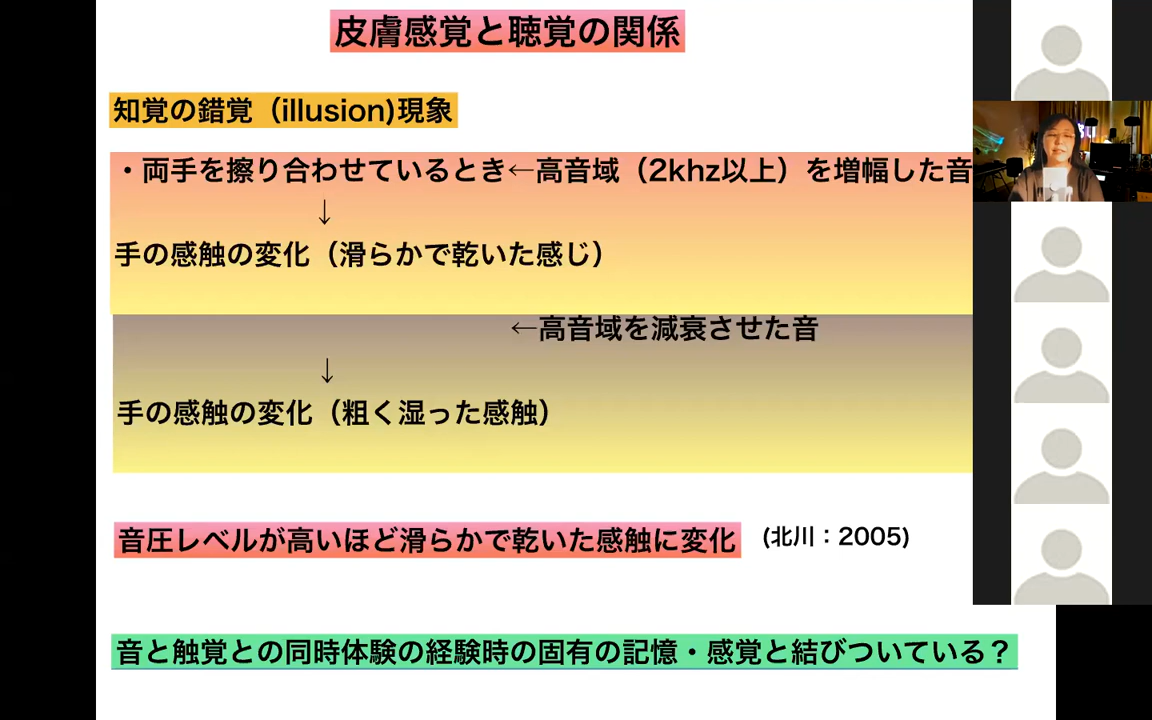 皮膚感覚と聴覚の関係
知覚の錯覚（illusion)現象
・両手を擦り合わせているとき←高音域（2khz以上）を増幅した音
↓
手の感触の変化（滑らかで乾いた感じ）
←高音域を減衰させた音
↓
手の感触の変化（粗く湿った感触）
音圧レベルが高いほど滑らかで乾いた感触に変化 (北川：2005)
音と触覚との同時体験の経験時の固有の記憶・感覚と結びついている？